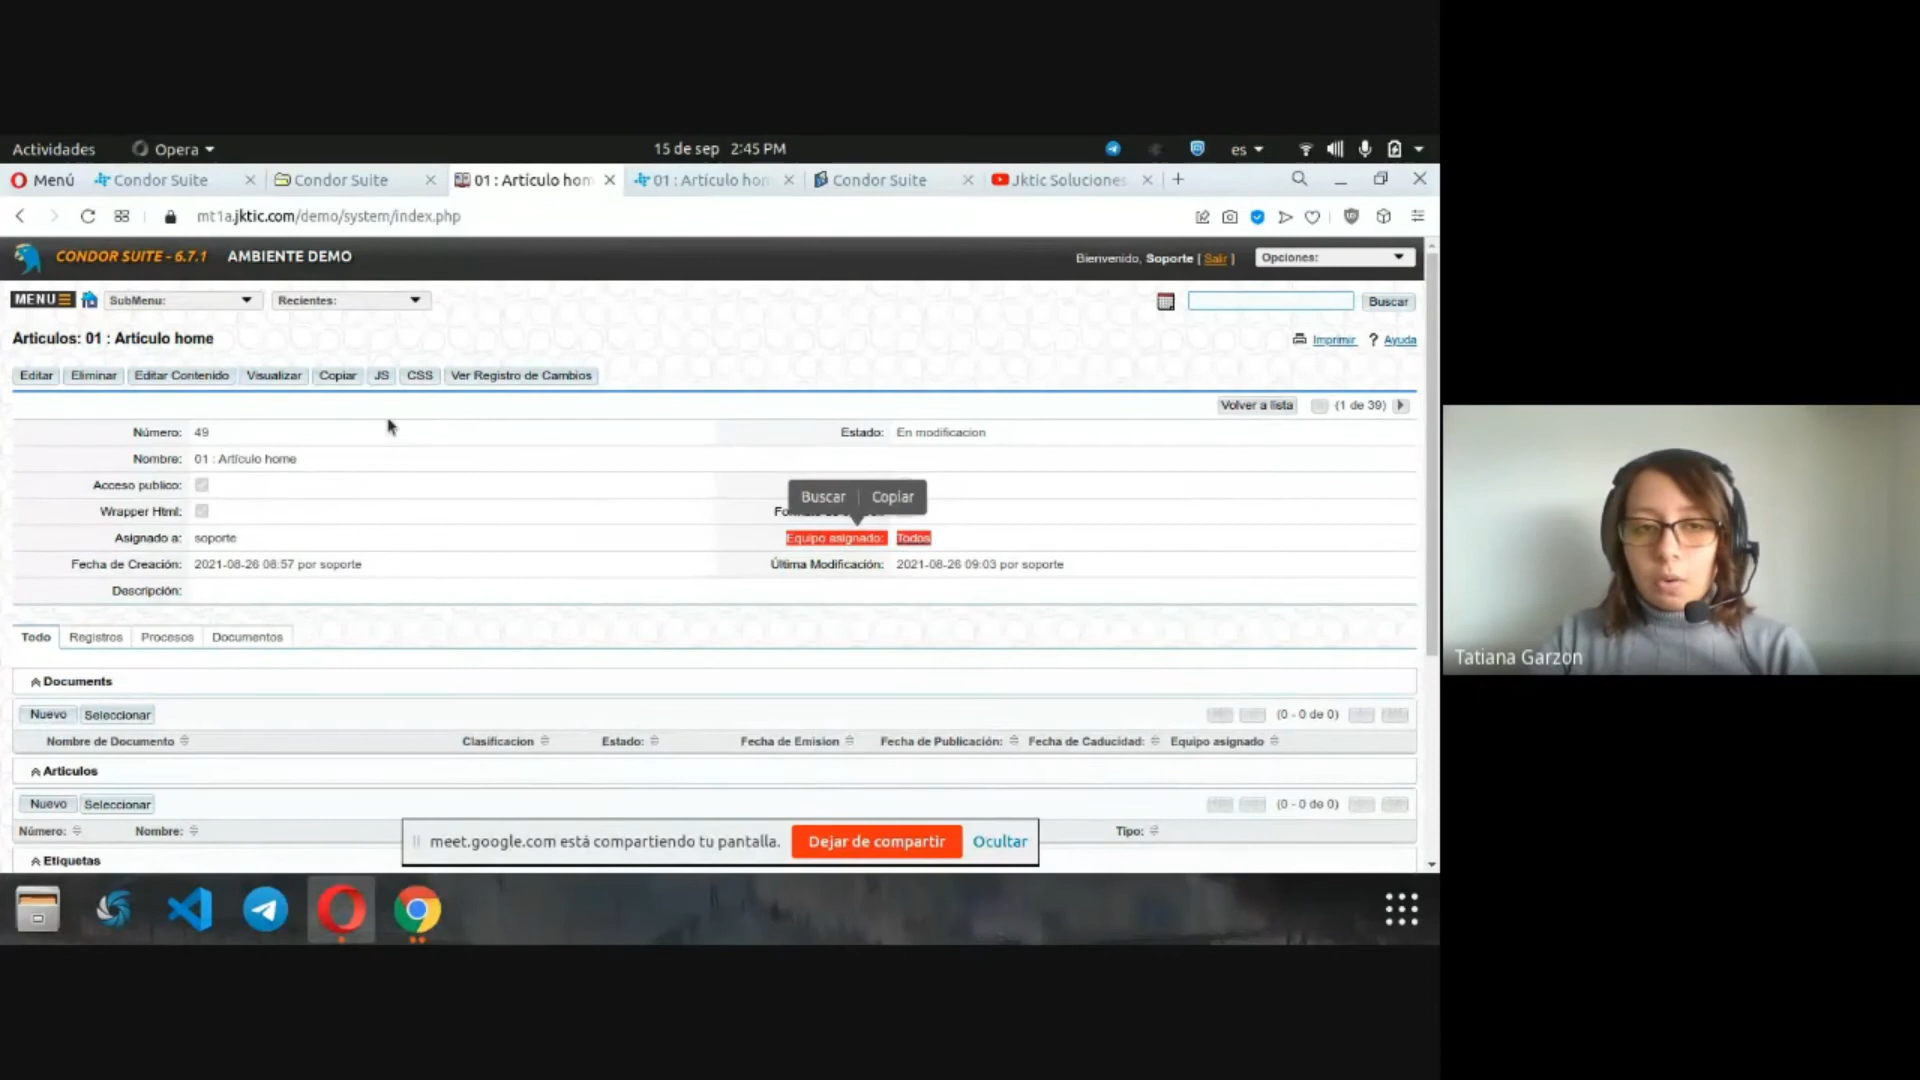 Actividades Opera 15 de sep 2:45 PM es
Menú Condor Suite Condor Suite 01 : Artículo hom 01 : Artículo hom Condor Suite Jktic Soluciones
mt1a.jktic.com/demo/system/index.php
CONDOR SUITE - 6.7.1 AMBIENTE DEMO Bienvenido, Soporte [ Salir ] Opciones:
MENU SubMenu: Recientes: Buscar
Articulos: 01 : Artículo home Imprimir ? Ayuda
Editar Eliminar Editar Contenido Visualizar Copiar JS CSS Ver Registro de Cambios
Volver a lista (1 de 39)
Número: 49 Estado: En modificacion
Nombre: 01 : Artículo home
Acceso publico:
Buscar Copiar
Wrapper Html:
Asignado a: soporte Equipo asignado: Todos
Fecha de Creación: 2021-08-26 08:57 por soporte Última Modificación: 2021-08-26 09:03 por soporte
Descripción:
Todo Registros Procesos Documentos
Documents
Nuevo Seleccionar (0 - 0 de 0)
Nombre de Documento Clasificacion Estado: Fecha de Emision Fecha de Publicación: Fecha de Caducidad: Equipo asignado
Articulos
Nuevo Seleccionar (0 - 0 de 0)
Número: Nombre: Tipo:
meet.google.com está compartiendo tu pantalla. Dejar de compartir Ocultar
Etiquetas
Tatiana Garzon